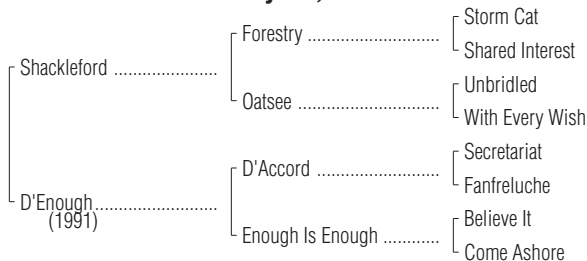 Storm Cat
Forestry
Shared Interest
Shackleford
Unbridled
Oatsee
With Every Wish
Secretariat
D'Accord
Fanfreluche
D'Enough
(1991)
Believe It
Enough Is Enough
Come Ashore